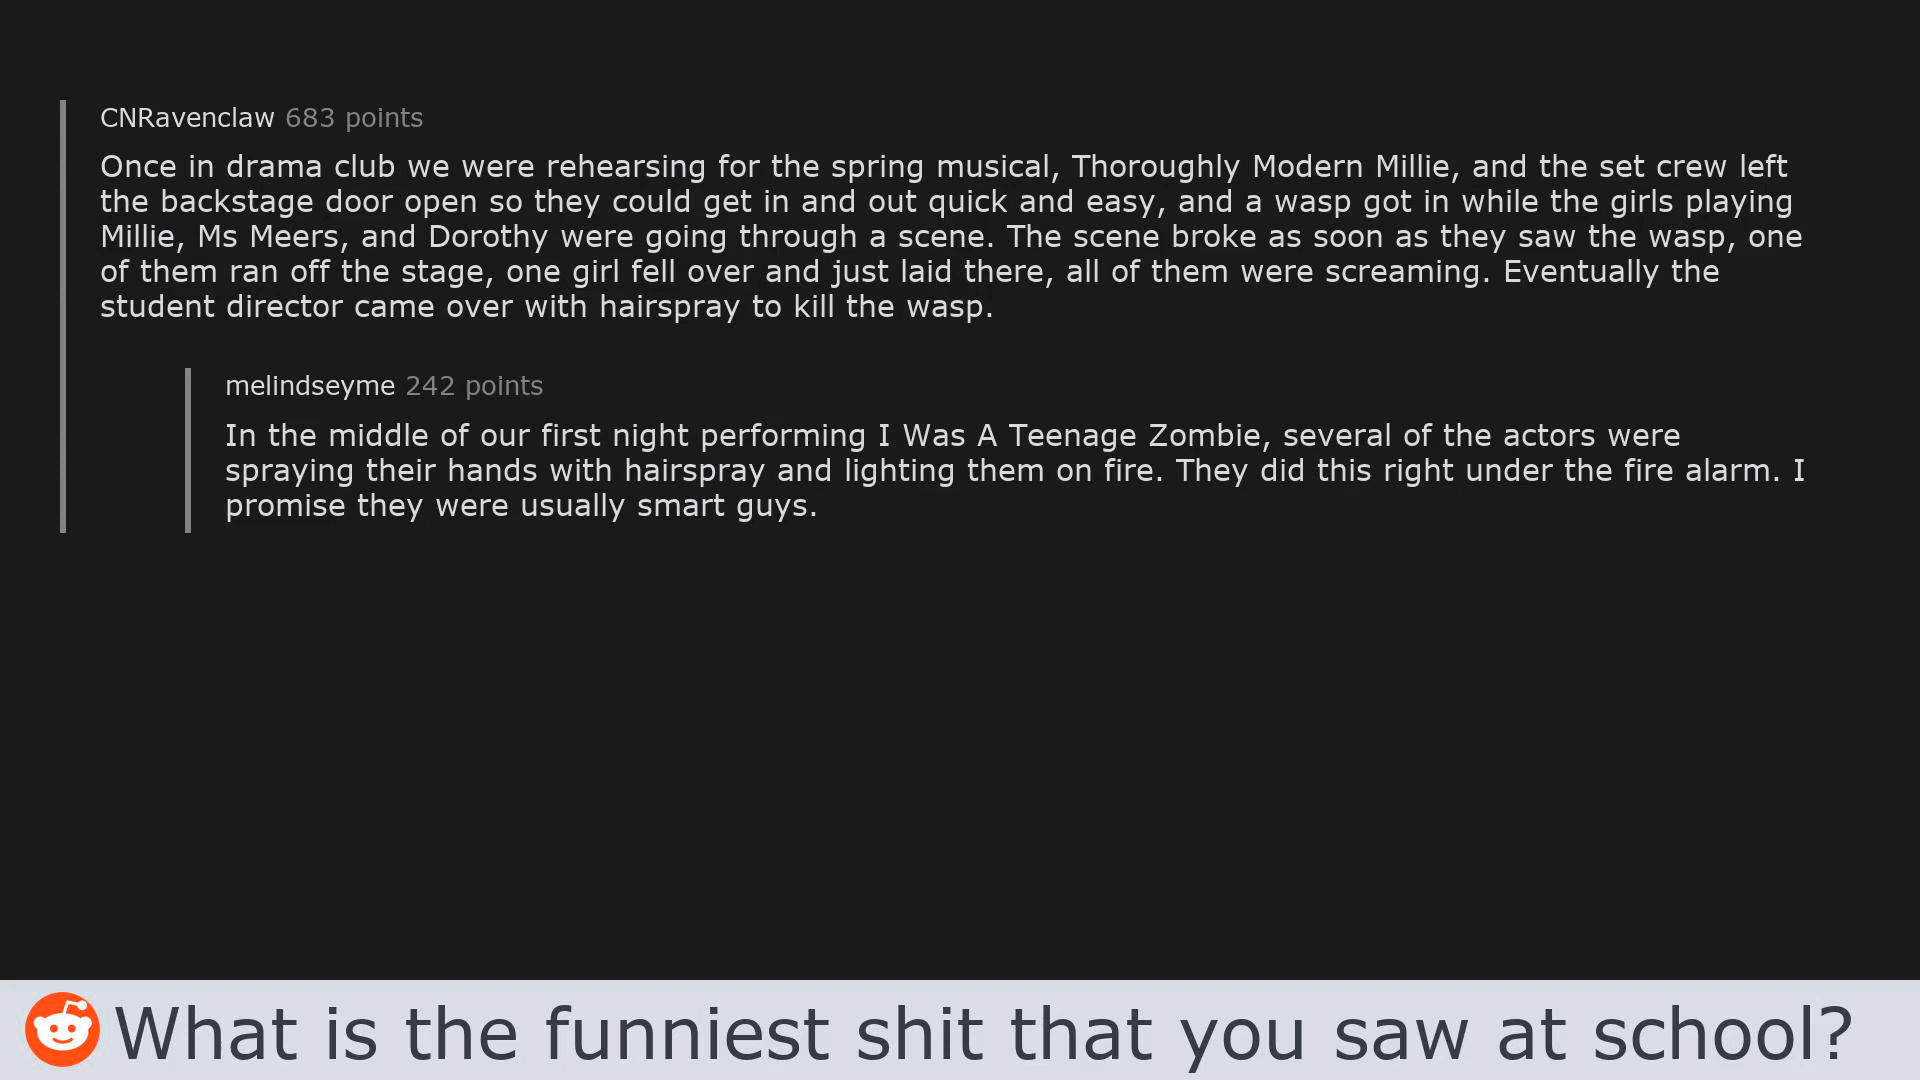 CNRavenclaw 683 points
Once in drama club we were rehearsing for the spring musical, Thoroughly Modern Millie, and the set crew left
the backstage door open so they could get in and out quick and easy, and a wasp got in while the girls playing
Millie, Ms Meers, and Dorothy were going through a scene. The scene broke as soon as they saw the wasp, one
of them ran off the stage, one girl fell over and just laid there, all of them were screaming. Eventually the
student director came over with hairspray to kill the wasp.
melindseyme 242 points
In the middle of our first night performing I Was A Teenage Zombie, several of the actors were
spraying their hands with hairspray and lighting them on fire. They did this right under the fire alarm. I
promise they were usually smart guys.
What is the funniest shit that you saw at school?